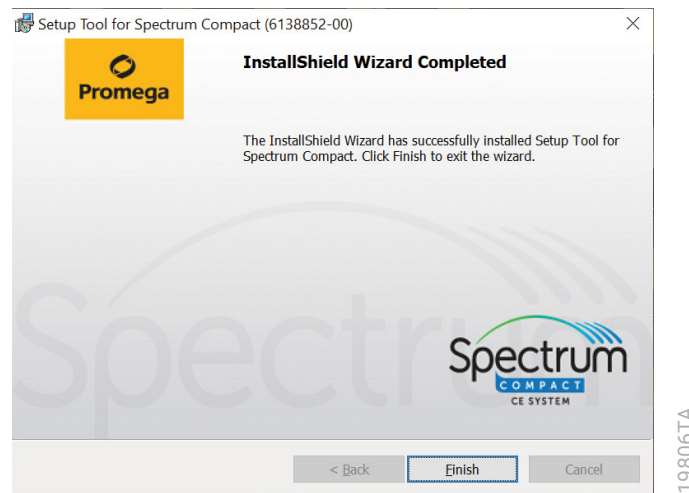 Setup Tool for Spectrum Compact (6138852-00)
Promega
InstallShield Wizard Completed
The InstallShield Wizard has successfully installed Setup Tool for
Spectrum Compact. Click Finish to exit the wizard.
Spectrum
Spectrum
COMPACT
CE SYSTEM
< Back
Finish
Cancel
19806TA